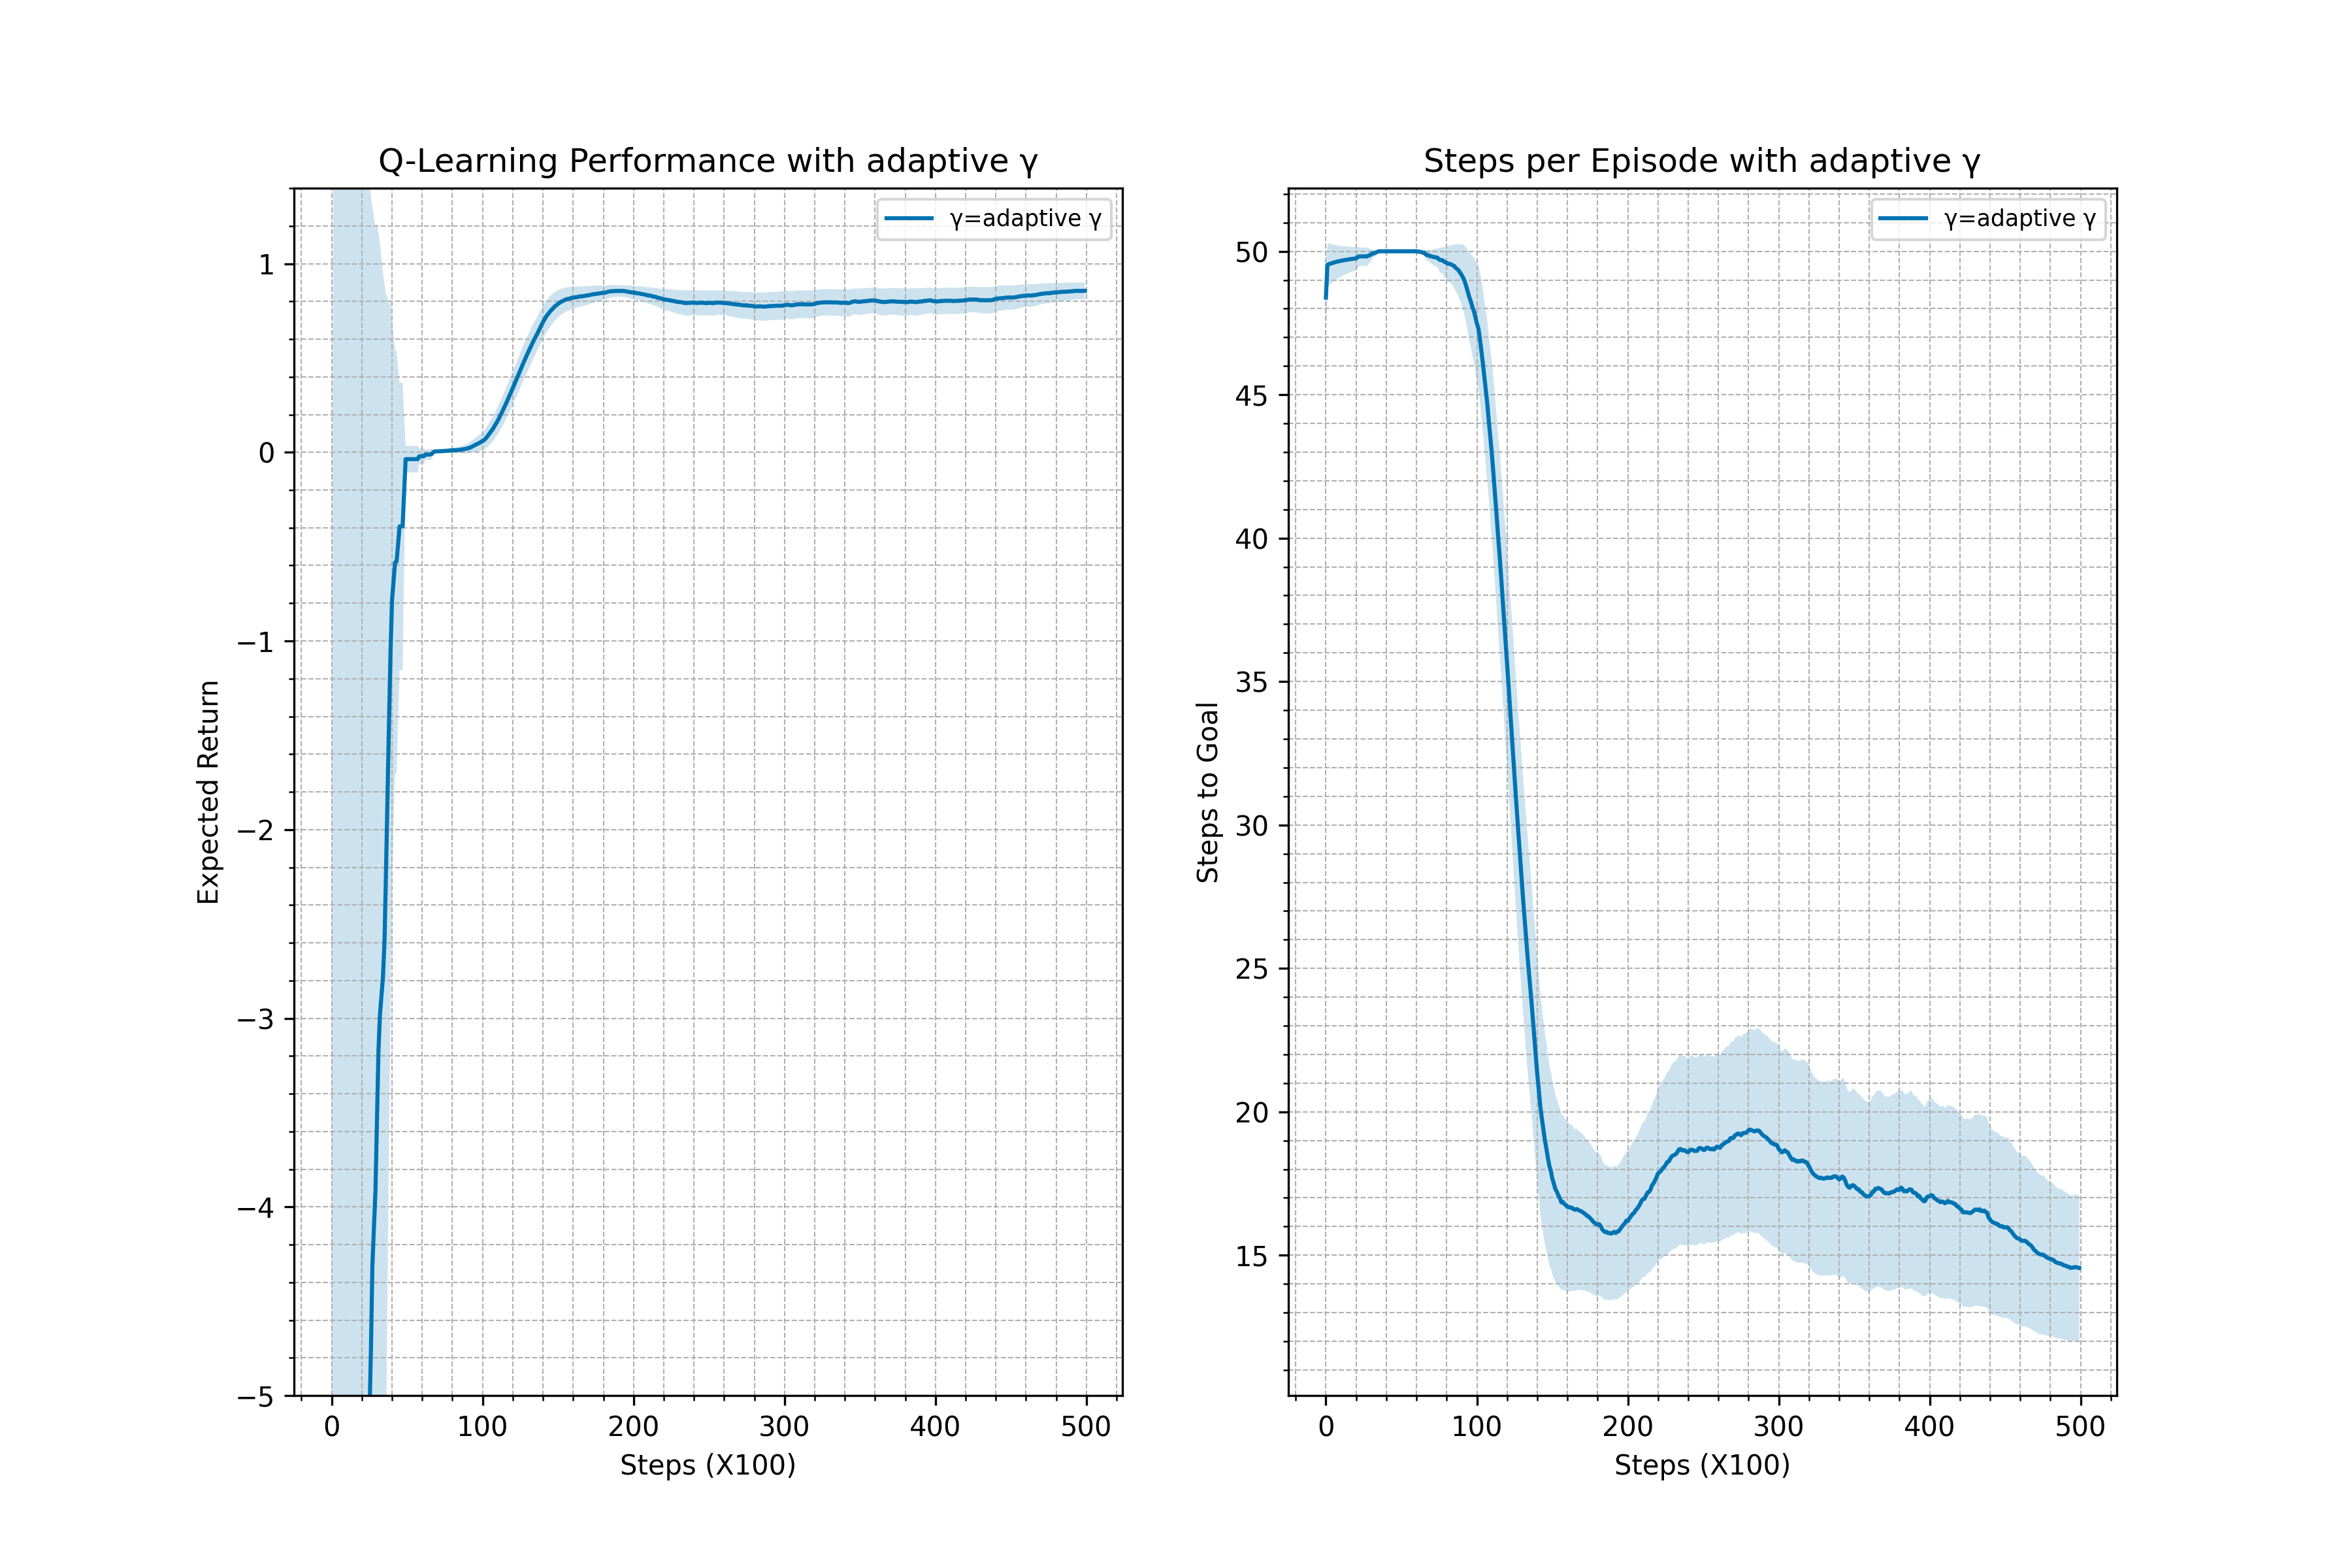 Q-Learning Performance with adaptive γ
γ=adaptive γ
1
0
−1
−2
−3
−4
−5
Expected Return
0 100 200 300 400 500
Steps (X100)
Steps per Episode with adaptive γ
γ=adaptive γ
50
45
40
35
30
25
20
15
Steps to Goal
0 100 200 300 400 500
Steps (X100)